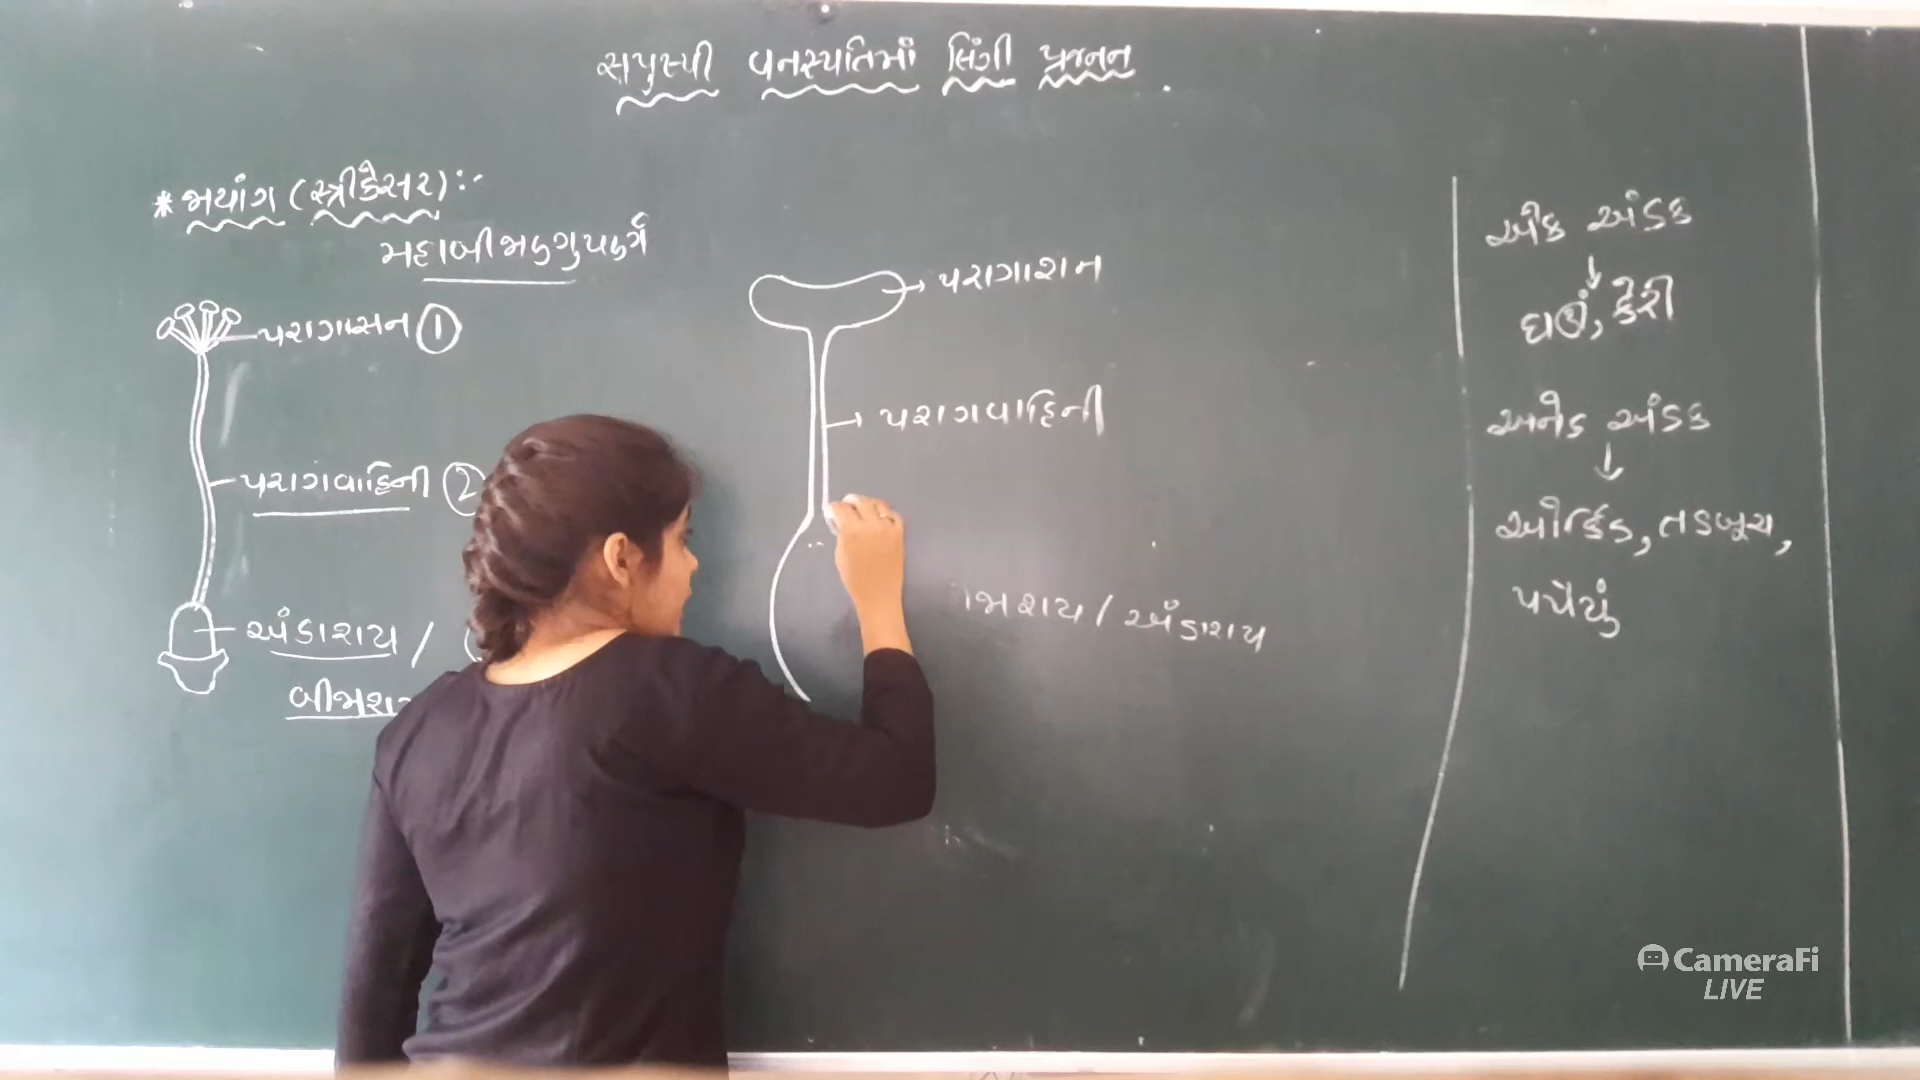 સપુષ્પી વનસ્પતિમાં લિંગી પ્રજનન .
* જાયાંગ (સ્ત્રીકેસર) :-
મહાબીજાણુપર્ણ
પરાગાસન ①
પરાગવાહિની ②
અંડાશય / (
બીજાશ
પરાગાશન
પરાગવાહિની
જાશય / અંડાશય
એક અંડક
↓
ઘઉં, કેરી
અનેક અંડક
↓
ઓર્કિડ, તડબૂચ,
પપૈયું
CameraFi
LIVE